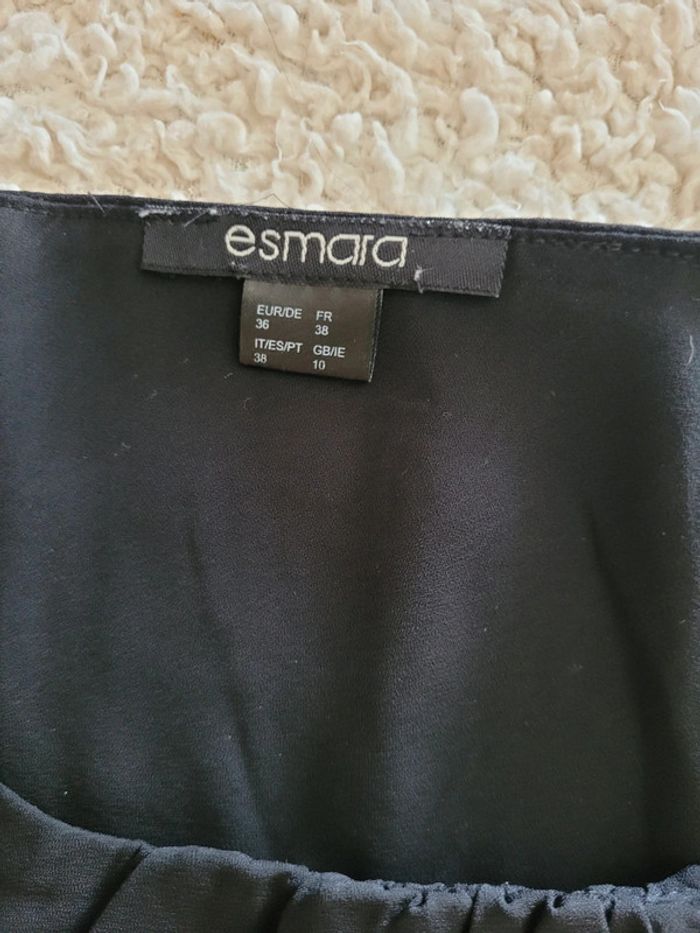 esmara
EUR/DE FR
36 38
IT/ES/PT GB/IE
38 10